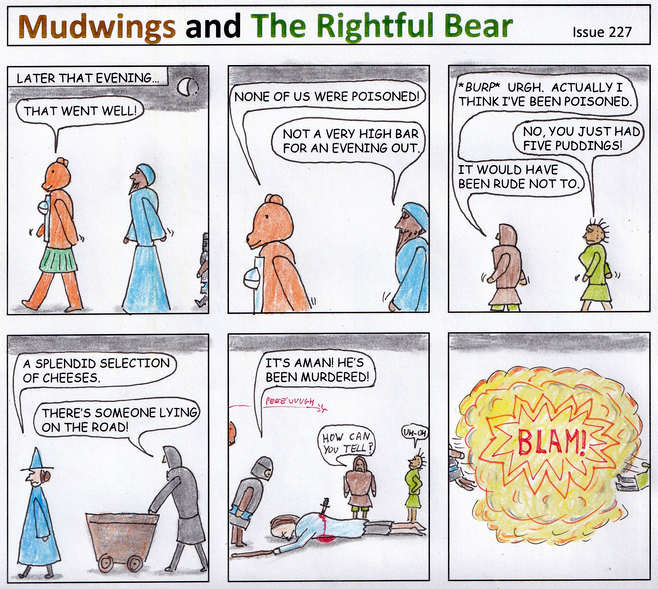 Mudwings and The Rightful Bear
Issue 227
LATER THAT EVENING...
THAT WENT WELL!
NONE OF US WERE POISONED!
NOT A VERY HIGH BAR
FOR AN EVENING OUT.
*BURP* URGH. ACTUALLY I
THINK I'VE BEEN POISONED.
NO, YOU JUST HAD
FIVE PUDDINGS!
IT WOULD HAVE
BEEN RUDE NOT TO.
A SPLENDID SELECTION
OF CHEESES.
THERE'S SOMEONE LYING
ON THE ROAD!
IT'S AMAN! HE'S
BEEN MURDERED!
PEEEUUUGH
HOW CAN
YOU TELL?
UH-OH
BLAM!